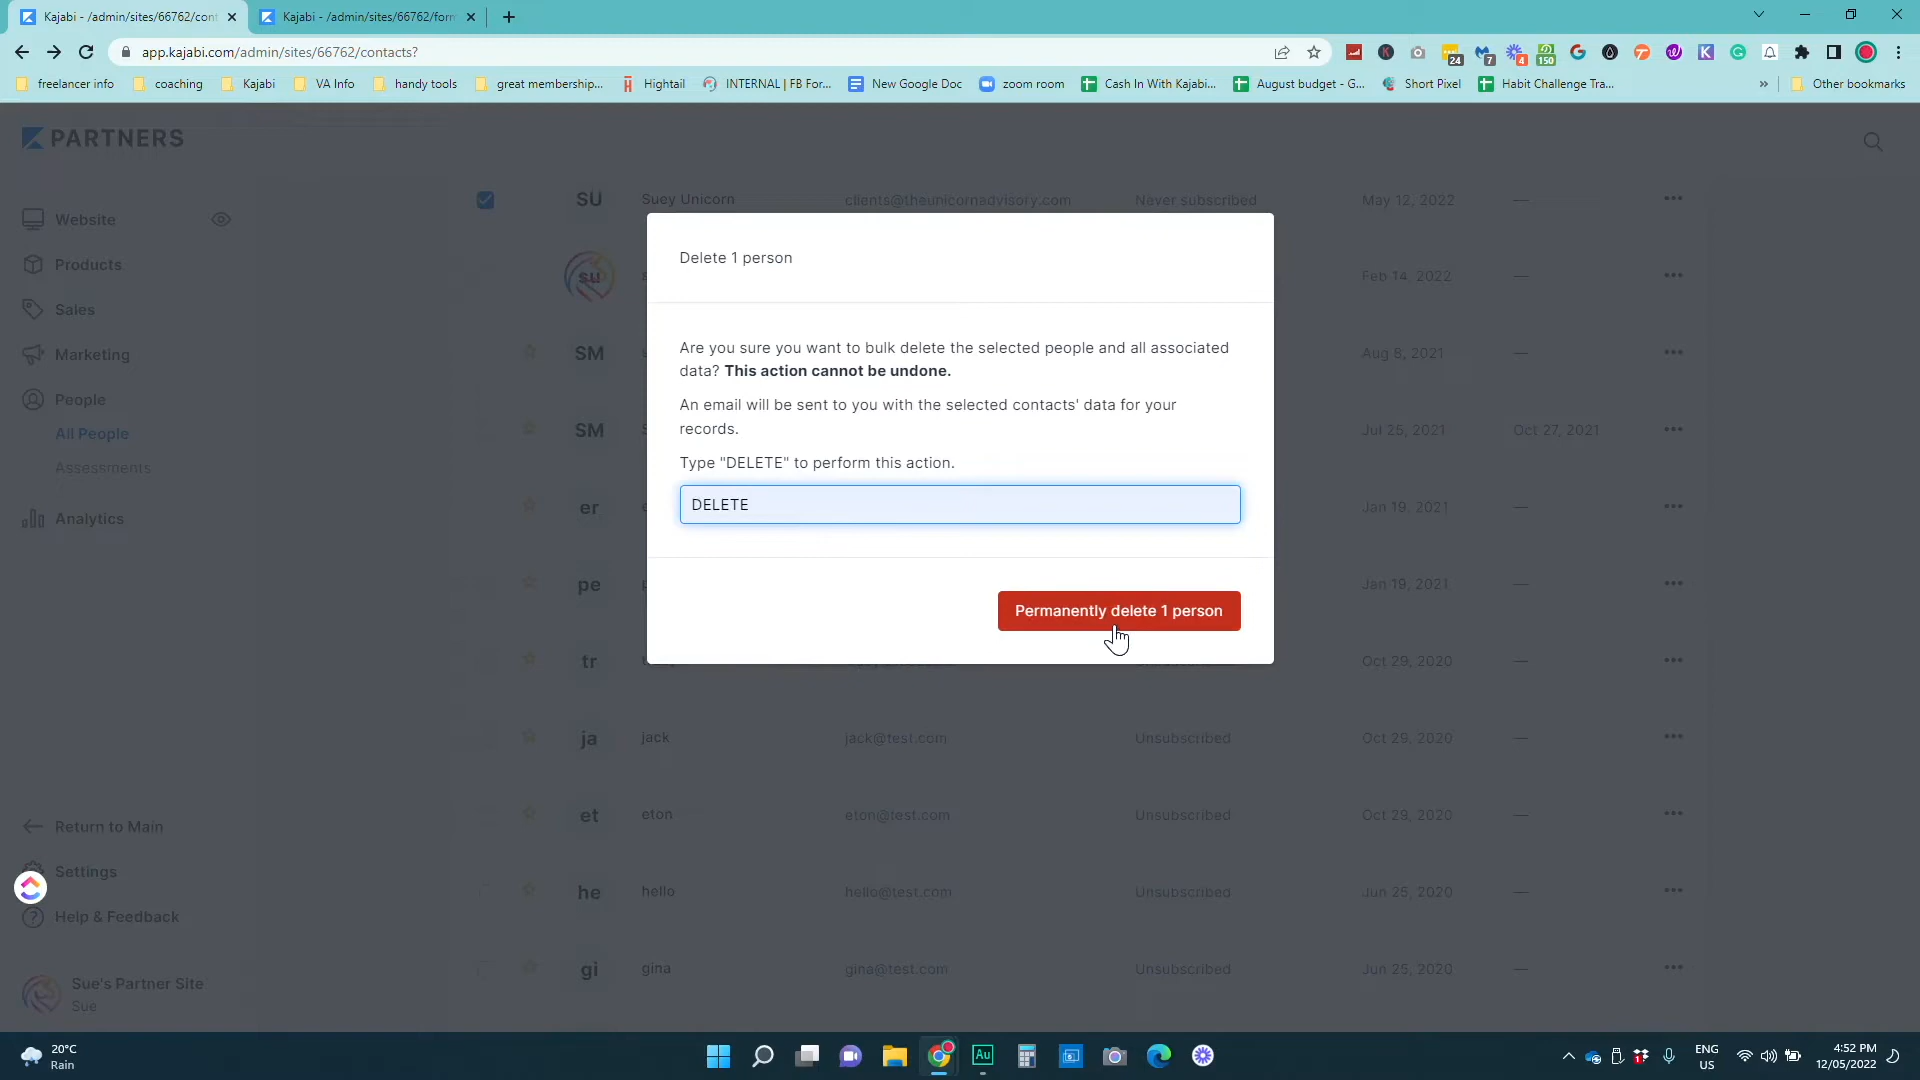 Kajabi - /admin/sites/66762/cont
Kajabi - /admin/sites/66762/form
app.kajabi.com/admin/sites/66762/contacts?
24
7
4
150
freelancer info
coaching
Kajabi
VA Info
handy tools
great membership...
Hightail
INTERNAL | FB For...
New Google Doc
zoom room
Cash In With Kajabi...
August budget - G...
Short Pixel
Habit Challenge Tra...
»
Other bookmarks
PARTNERS
Website
Products
Sales
Marketing
People
All People
Assessments
Analytics
Return to Main
Settings
Help & Feedback
Sue's Partner Site
Sue
SU Suey Unicorn clients@theunicornadvisory.com Never subscribed May 12, 2022 —
su Feb 14, 2022 —
SM Aug 8, 2021 —
SM Jul 25, 2021 Oct 27, 2021
er Jan 19, 2021 —
pe Jan 19, 2021 —
tr Oct 29, 2020 —
ja jack jack@test.com Unsubscribed Oct 29, 2020 —
et eton eton@test.com Unsubscribed Oct 29, 2020 —
he hello hello@test.com Unsubscribed Jun 25, 2020 —
gi gina gina@test.com Unsubscribed Jun 25, 2020 —
Delete 1 person
Are you sure you want to bulk delete the selected people and all associated
data? This action cannot be undone.
An email will be sent to you with the selected contacts' data for your
records.
Type "DELETE" to perform this action.
DELETE
Permanently delete 1 person
20°C
Rain
Au
ENG
US
4:52 PM
12/05/2022